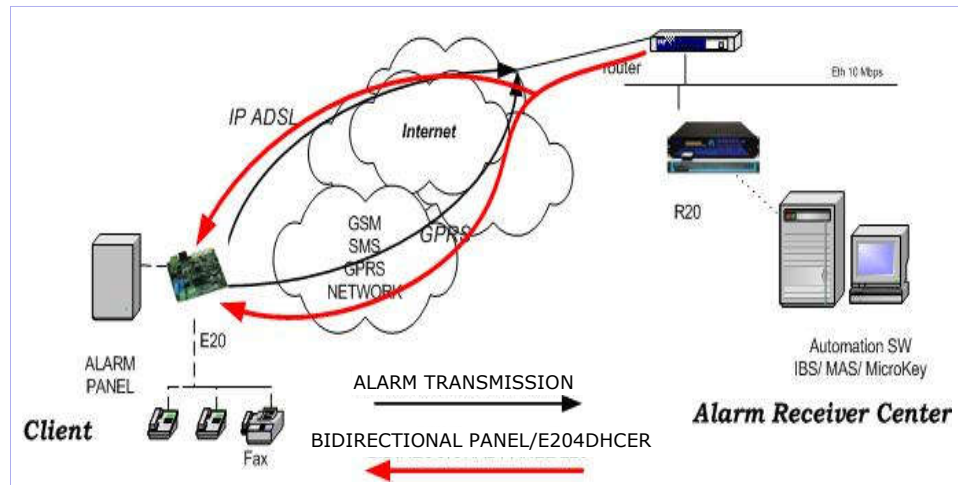 router
Eth 10 Mbps
IP ADSL
Internet
R20
GSM
SMS
GPRS
GPRS
NETWORK
E20
ALARM
PANEL
Automation SW
IBS/ MAS/ MicroKey
ALARM TRANSMISSION
Client
Alarm Receiver Center
BIDIRECTIONAL PANEL/E204DHCER
Fax